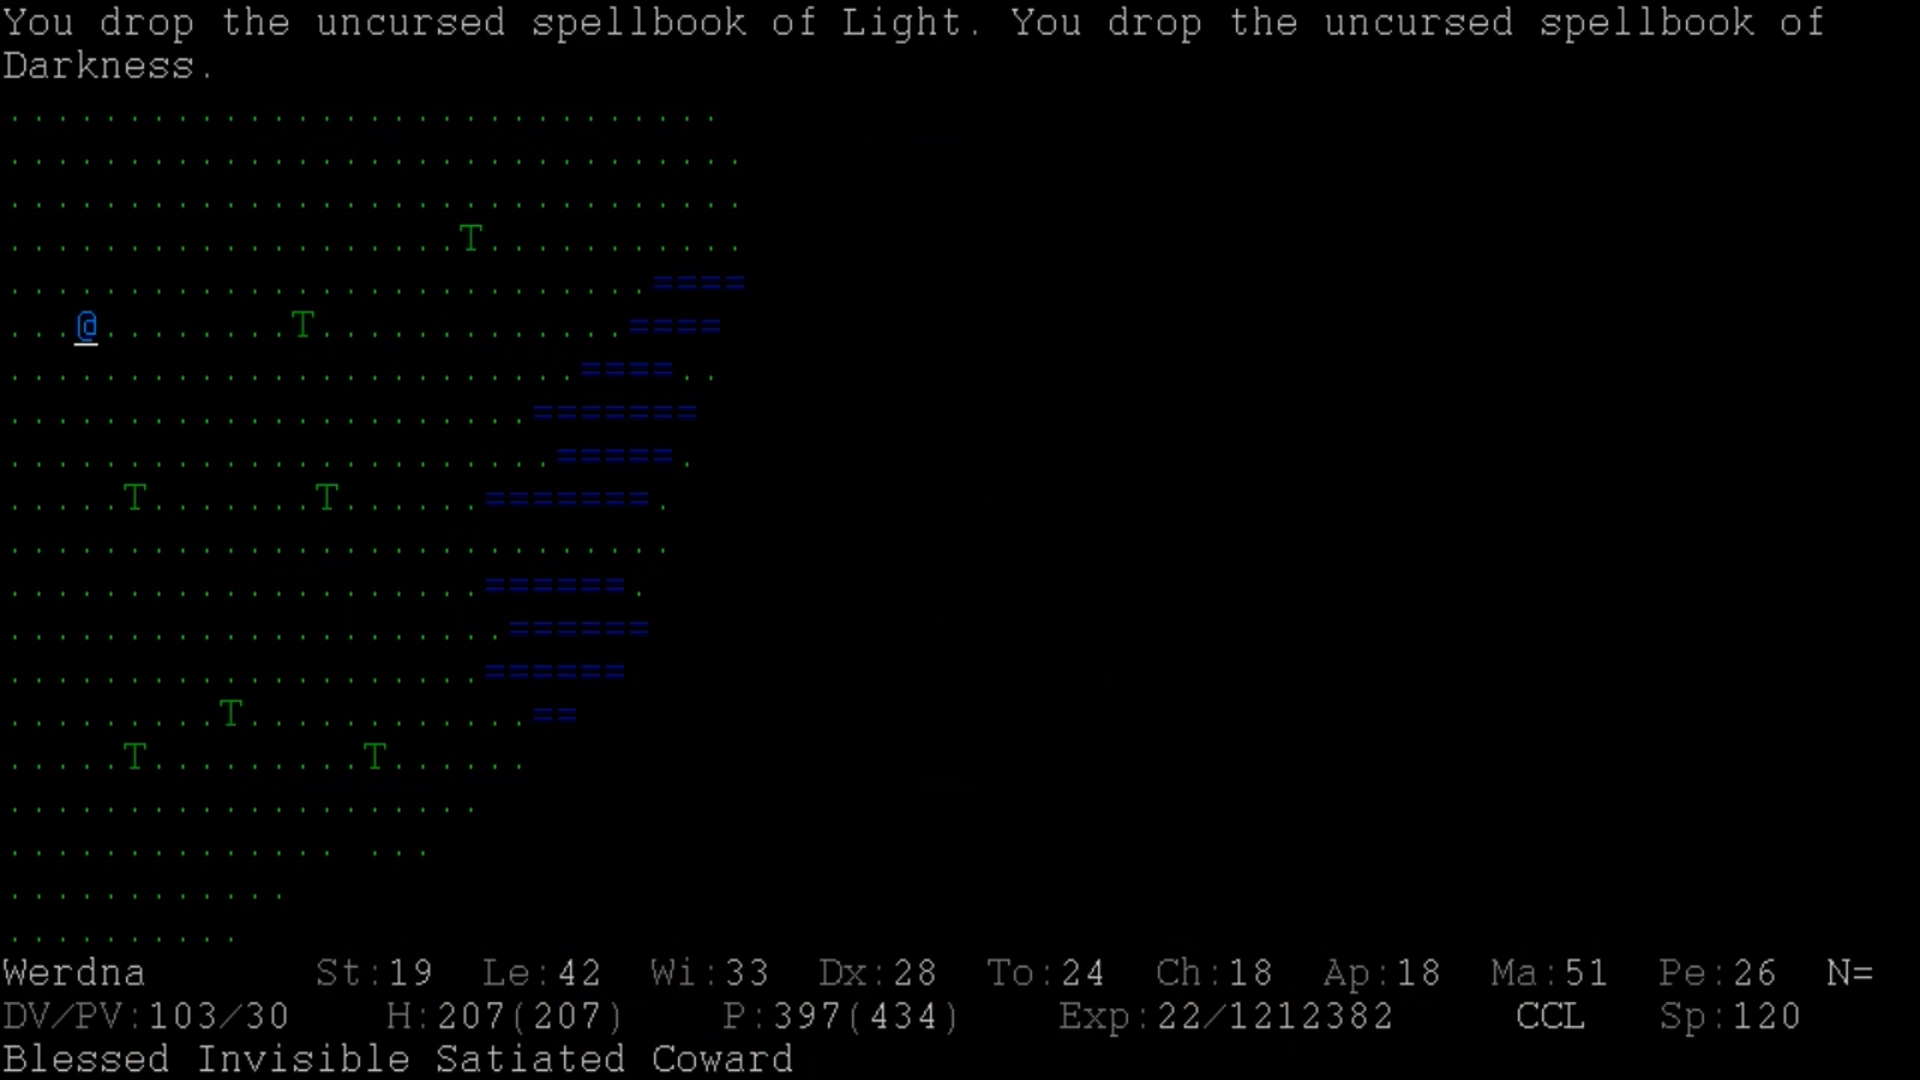 You drop the uncursed spellbook of Light. You drop the uncursed spellbook of
Darkness.
. . . . . . . . . . . . . . . . . . . . . . . . . . . . . .
. . . . . . . . . . . . . . . . . . . . . . . . . . . . . . .
. . . . . . . . . . . . . . . . . . . . . . . . . . . . . . .
. . . . . . . . . . . . . . . . . . . T . . . . . . . . . . .
. . . . . . . . . . . . . . . . . . . . . . . . . . . ====
. . . @ . . . . . . . . T . . . . . . . . . . . . . ====
. . . . . . . . . . . . . . . . . . . . . . . . ==== . .
. . . . . . . . . . . . . . . . . . . . . . =======
. . . . . . . . . . . . . . . . . . . . . . . ===== .
. . . . . T . . . . . . . T . . . . . . ======= .
. . . . . . . . . . . . . . . . . . . . . . . . . . . .
. . . . . . . . . . . . . . . . . . . . ====== .
. . . . . . . . . . . . . . . . . . . . . ======
. . . . . . . . . . . . . . . . . . . . ======
. . . . . . . . . T . . . . . . . . . . . . ==
. . . . . T . . . . . . . . . T . . . . . .
. . . . . . . . . . . . . . . . . . . .
. . . . . . . . . . . . . . . . .
. . . . . . . . . . . .
. . . . . . . . . .
Werdna St:19 Le:42 Wi:33 Dx:28 To:24 Ch:18 Ap:18 Ma:51 Pe:26 N=
DV/PV:103/30 H:207(207) P:397(434) Exp:22/1212382 CCL Sp:120
Blessed Invisible Satiated Coward